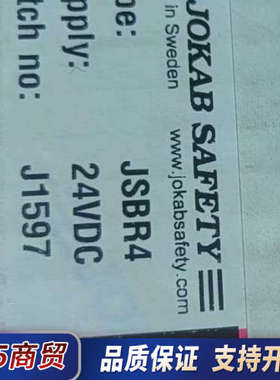 JOKAB SAFETY
in Sweden
www.jokabsafety.com
pe: JSBR4
pply: 24VDC
tch no: J1597
5商贸
品质保证
支持开